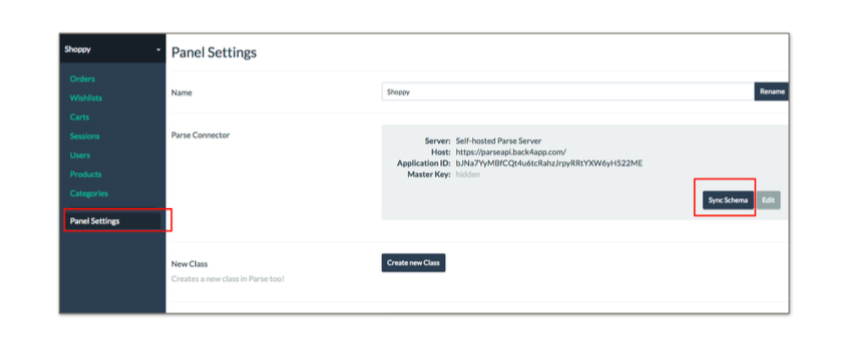 Shoppy
Orders
Wishlists
Carts
Sessions
Users
Products
Categories
Panel Settings
Panel Settings
Name
Shoppy
Rename
Parse Connector
Server: Self-hosted Parse Server
Host: https://parseapi.back4app.com/
Application ID:
Master Key: hidden
Sync Schema
Edit
New Class
Creates a new class in Parse too!
Create new Class